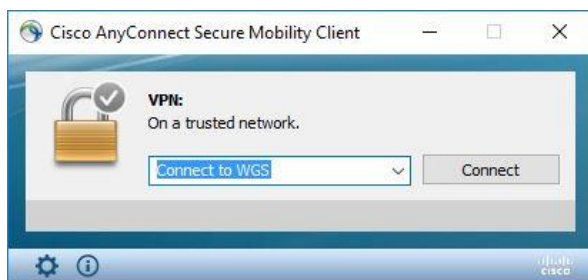 Cisco AnyConnect Secure Mobility Client
VPN:
On a trusted network.
Connect to WGS
Connect
cisco